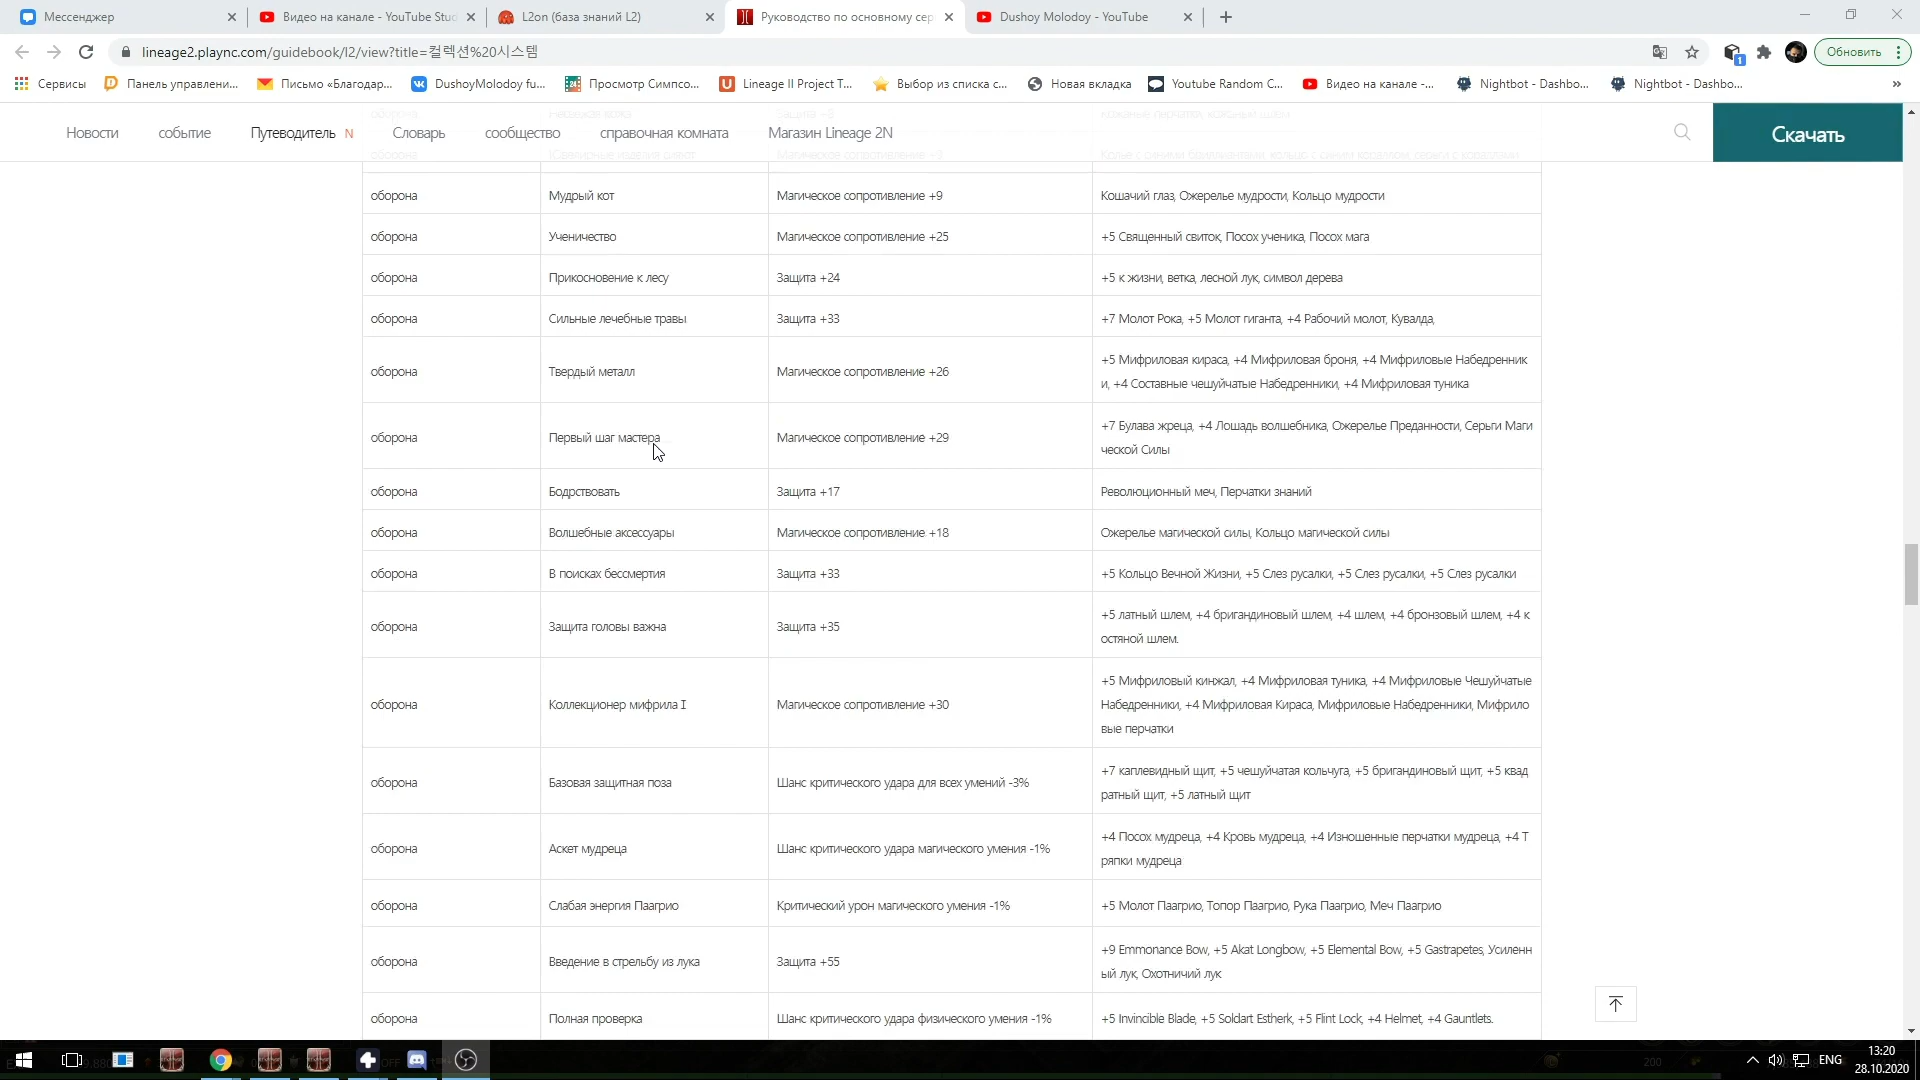 Мессенджер
Видео на канале - YouTube Stu
L2on (база знаний L2)
Руководство по основному сер
Dushoy Molodoy - YouTube
lineage2.plaync.com/guidebook/l2/view?title=컬렉션%20시스템
Обновить
Сервисы
Панель управлени...
Письмо «Благодар...
DushoyMolodoy fu...
Просмотр Симпсо...
Lineage II Project T...
Выбор из списка с...
Новая вкладка
Youtube Random C...
Видео на канале -...
Nightbot - Dashbo...
Nightbot - Dashbo...
»
Новости событие Путеводитель N Словарь сообщество справочная комната Магазин Lineage 2N
Скачать
оборона Мудрый кот Магическое сопротивление +9 Кошачий глаз, Ожерелье мудрости, Кольцо мудрости
оборона Ученичество Магическое сопротивление +25 +5 Священный свиток, Посох ученика, Посох мага
оборона Прикосновение к лесу Защита +24 +5 к жизни, ветка, лесной лук, символ дерева
оборона Сильные лечебные травы Защита +33 +7 Молот Рока, +5 Молот гиганта, +4 Рабочий молот, Кувалда,
оборона Твердый металл Магическое сопротивление +26 +5 Мифриловая кираса, +4 Мифриловая броня, +4 Мифриловые Набедренник
и, +4 Составные чешуйчатые Набедренники, +4 Мифриловая туника
оборона Первый шаг мастера Магическое сопротивление +29 +7 Булава жреца, +4 Лошадь волшебника, Ожерелье Преданности, Серьги Маги
ческой Силы
оборона Бодрствовать Защита +17 Революционный меч, Перчатки знаний
оборона Волшебные аксессуары Магическое сопротивление +18 Ожерелье магической силы, Кольцо магической силы
оборона В поисках бессмертия Защита +33 +5 Кольцо Вечной Жизни, +5 Слез русалки, +5 Слез русалки, +5 Слез русалки
оборона Защита головы важна Защита +35 +5 латный шлем, +4 бригандиновый шлем, +4 шлем, +4 бронзовый шлем, +4 к
остяной шлем.
оборона Коллекционер мифрила I Магическое сопротивление +30 +5 Мифриловый кинжал, +4 Мифриловая туника, +4 Мифриловые Чешуйчатые
Набедренники, +4 Мифриловая Кираса, Мифриловые Набедренники, Мифрило
вые перчатки
оборона Базовая защитная поза Шанс критического удара для всех умений -3% +7 каплевидный щит, +5 чешуйчатая кольчуга, +5 бригандиновый щит, +5 квад
ратный щит, +5 латный щит
оборона Аскет мудреца Шанс критического удара магического умения -1% +4 Посох мудреца, +4 Кровь мудреца, +4 Изношенные перчатки мудреца, +4 Т
ряпки мудреца
оборона Слабая энергия Паагрио Критический урон магического умения -1% +5 Молот Паагрио, Топор Паагрио, Рука Паагрио, Меч Паагрио
оборона Введение в стрельбу из лука Защита +55 +9 Emmonance Bow, +5 Akat Longbow, +5 Elemental Bow, +5 Gastrapetes, Усиленн
ый лук, Охотничий лук
оборона Полная проверка Шанс критического удара физического умения -1% +5 Invincible Blade, +5 Soldart Estherk, +5 Flint Lock, +4 Helmet, +4 Gauntlets.
ENG
13:20
28.10.2020